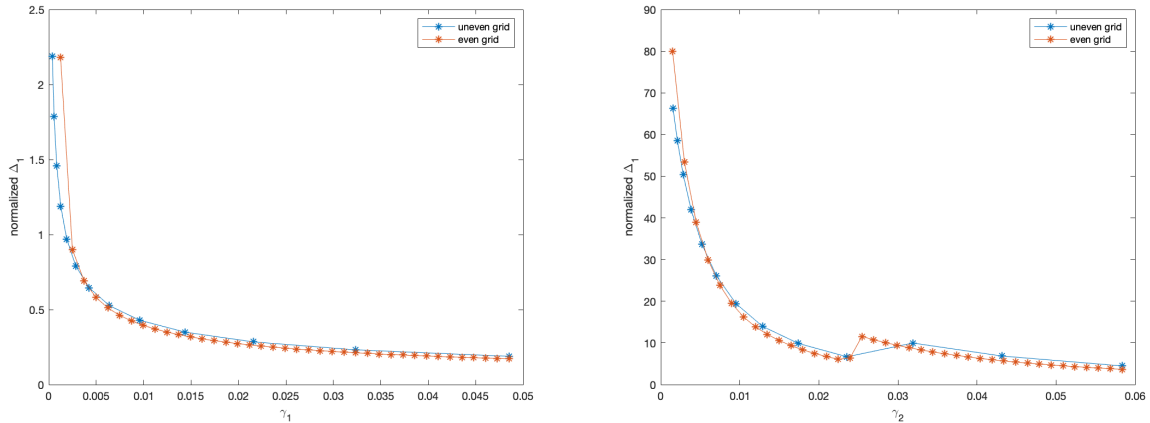 uneven grid
even grid
2.5
2
1.5
1
0.5
0
normalized Δ₁
0 0.005 0.01 0.015 0.02 0.025 0.03 0.035 0.04 0.045 0.05
γ₁
uneven grid
even grid
90
80
70
60
50
40
30
20
10
0
normalized Δ₁
0 0.01 0.02 0.03 0.04 0.05 0.06
γ₂